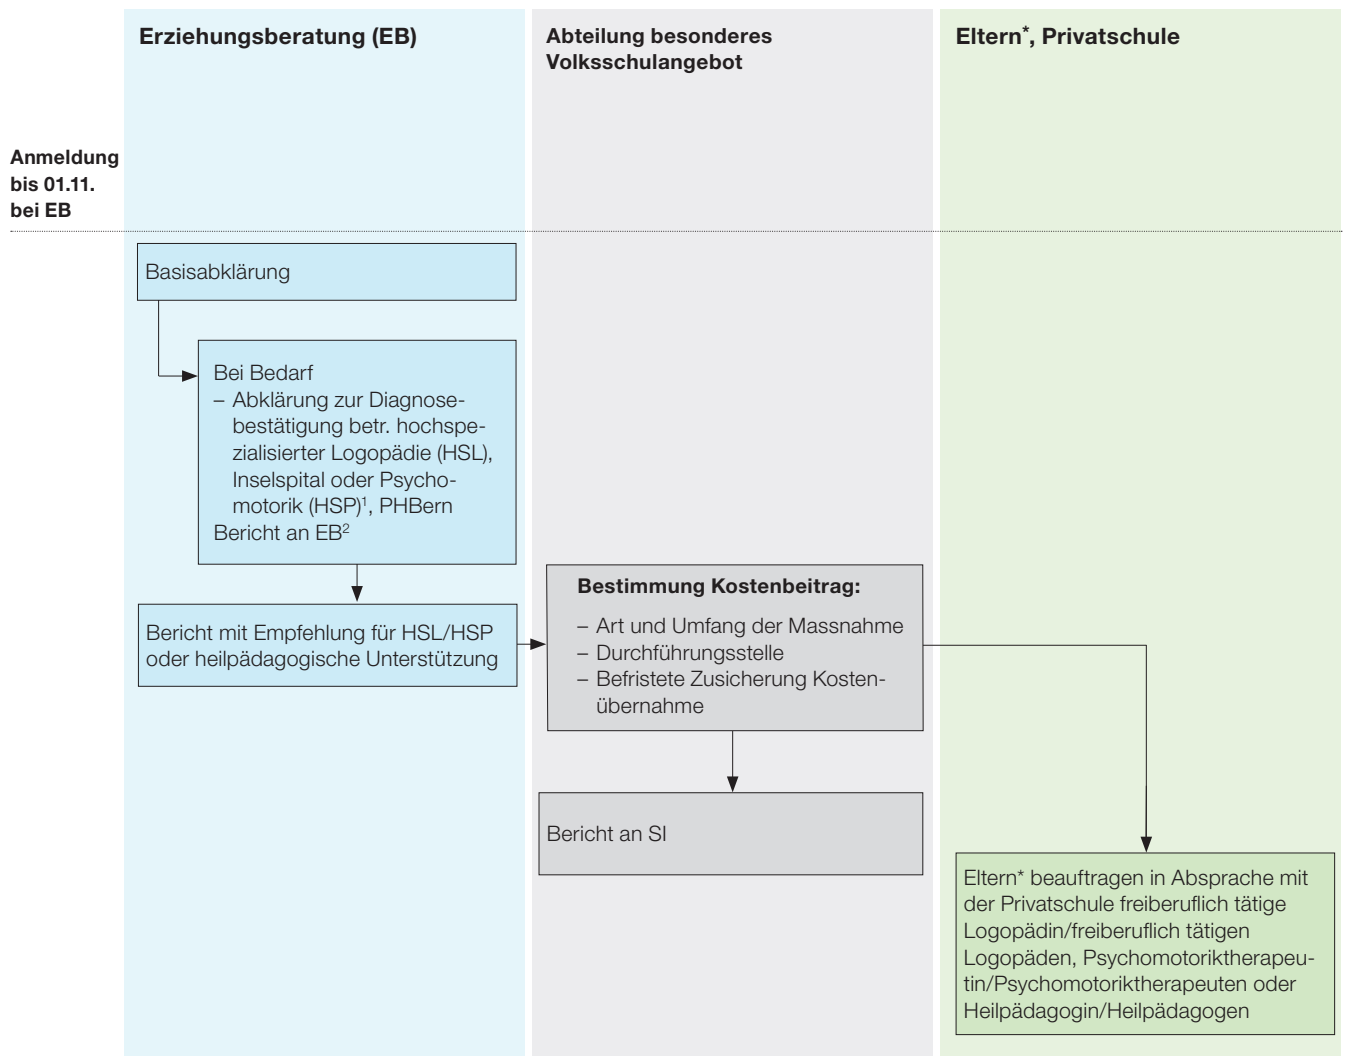 Erziehungsberatung (EB)
Abteilung besonderes
Volksschulangebot
Eltern*, Privatschule
Anmeldung
bis 01.11.
bei EB
Basisabklärung
Bei Bedarf
– Abklärung zur Diagnose-
bestätigung betr. hochspe-
zialisierter Logopädie (HSL),
Inselspital oder Psycho-
motorik (HSP)¹, PHBern
Bericht an EB²
Bericht mit Empfehlung für HSL/HSP
oder heilpädagogische Unterstützung
Bestimmung Kostenbeitrag:
– Art und Umfang der Massnahme
– Durchführungsstelle
– Befristete Zusicherung Kosten-
übernahme
Bericht an SI
Eltern* beauftragen in Absprache mit
der Privatschule freiberuflich tätige
Logopädin/freiberuflich tätigen
Logopäden, Psychomotoriktherapeu-
tin/Psychomotoriktherapeuten oder
Heilpädagogin/Heilpädagogen